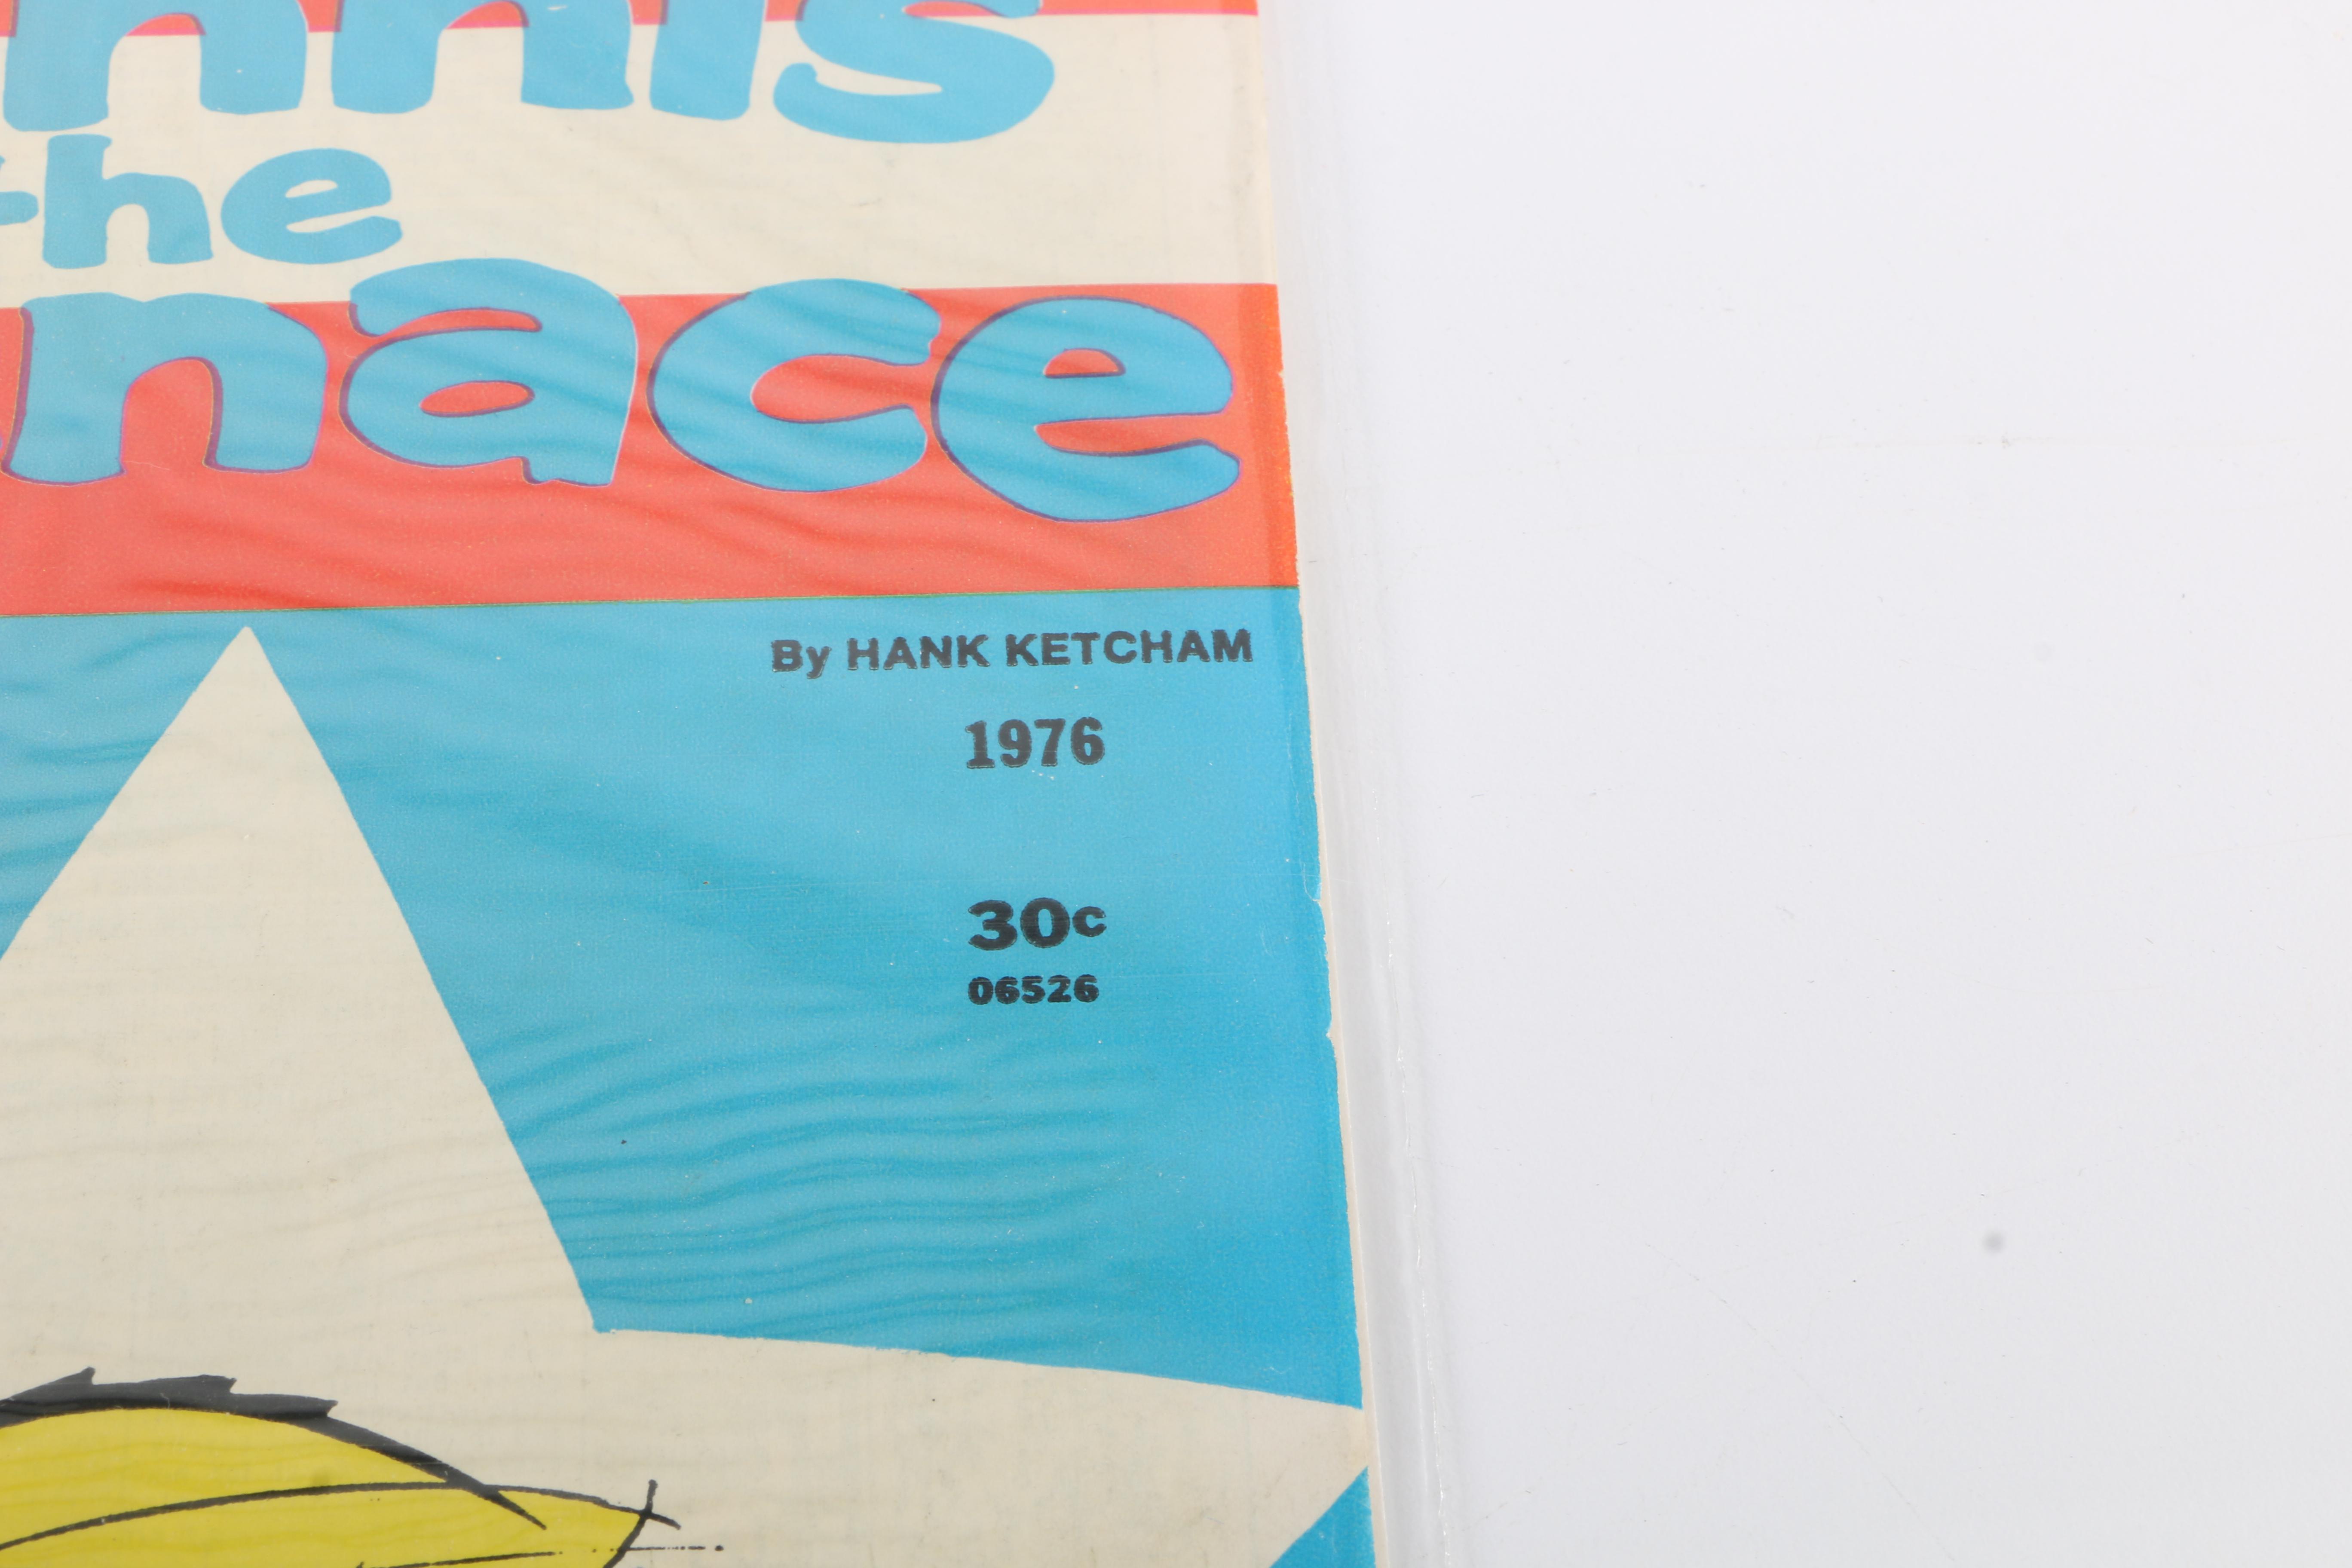 nnis
the
nace
By HANK KETCHAM
1976
30c
06526